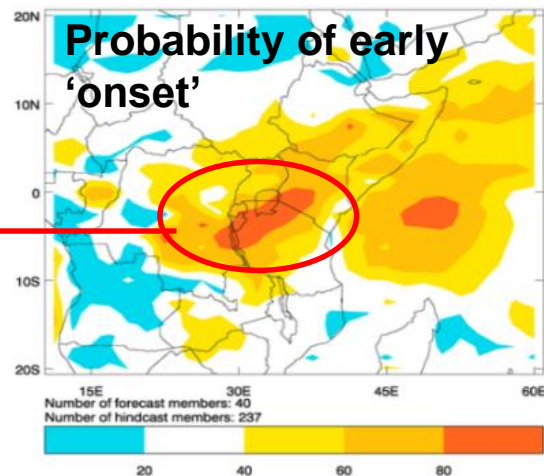 20N
Probability of early
‘onset’
10N
0
10S
20S
15E 30E 45E 60E
Number of forecast members: 40
Number of hindcast members: 237
20 40 60 80